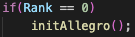 if(Rank == 0)
    initAllegro();